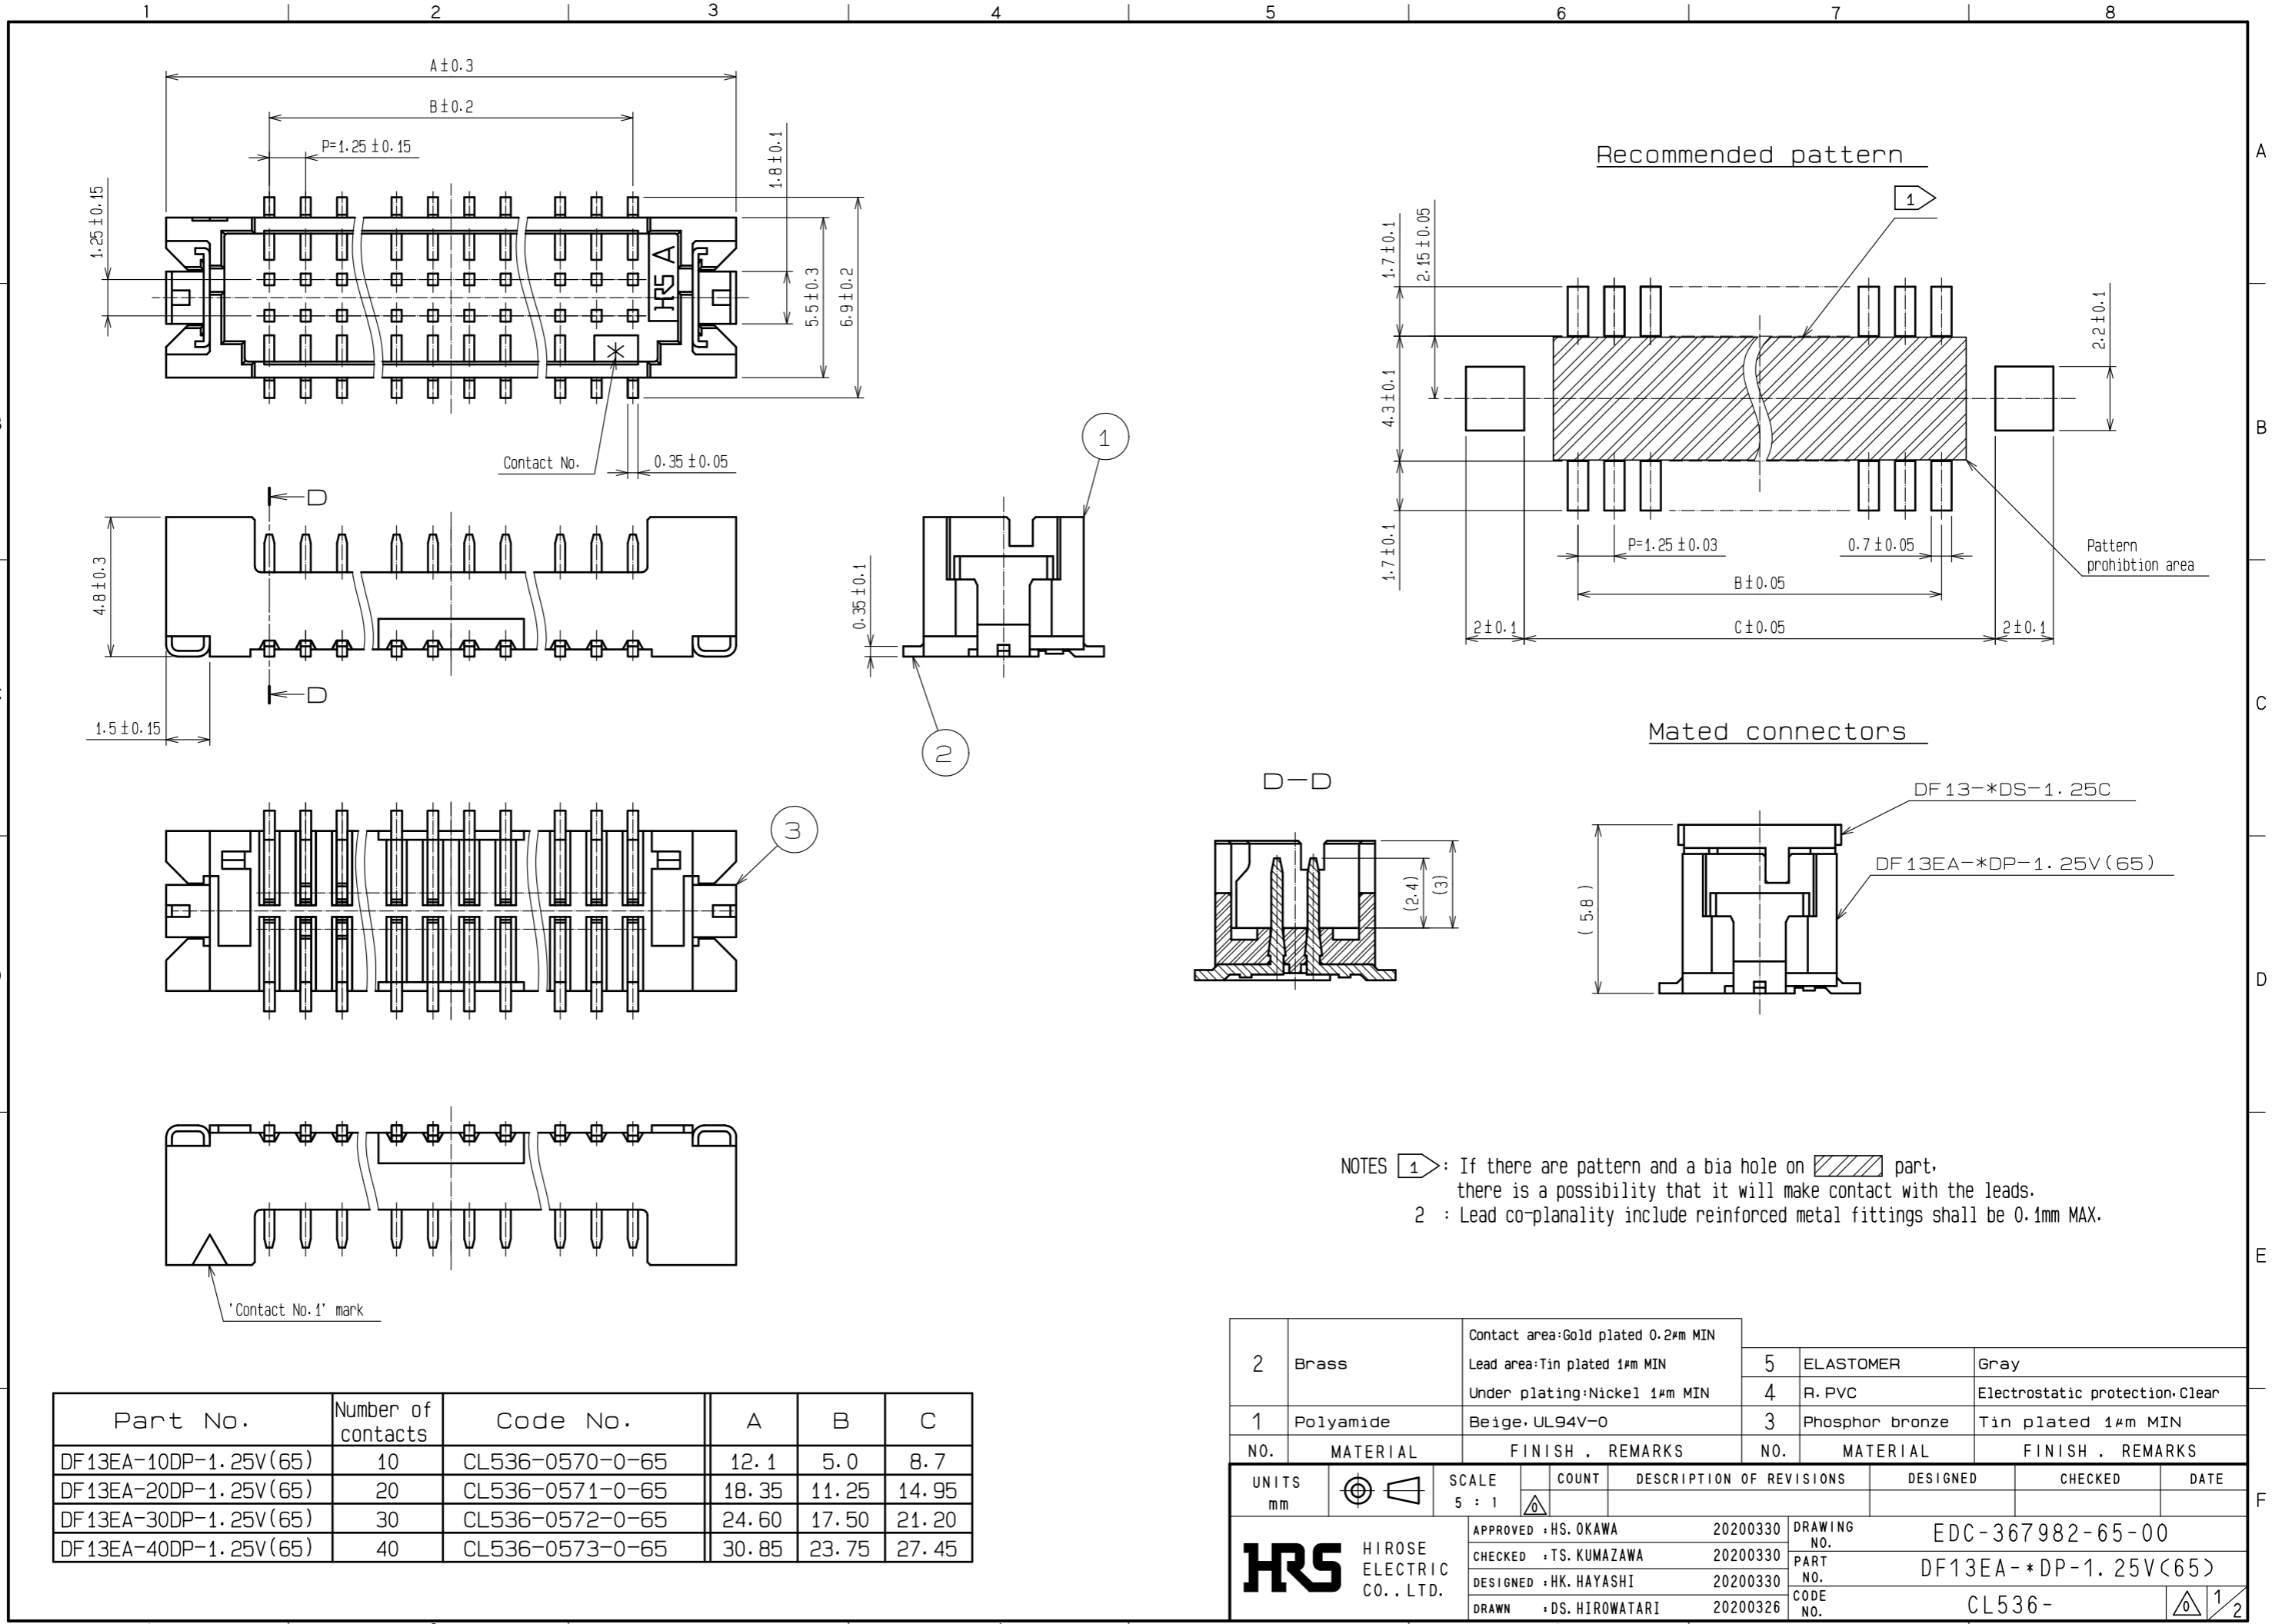 1 2 3 4 5 6 7 8
A
B
C
D
E
F
A±0.3
B±0.2
P=1.25±0.15
1.25±0.15
1.8±0.1
5.5±0.3
6.9±0.2
HRS A
*
Contact No.
0.35±0.05
D
D
4.8±0.3
1.5±0.15
0.35±0.1
1
2
3
'Contact No.1' mark
Recommended pattern
1
1.7±0.1
2.15±0.05
4.3±0.1
2.2±0.1
1.7±0.1
P=1.25±0.03
0.7±0.05
B±0.05
2±0.1
C±0.05
2±0.1
Pattern
prohibtion area
Mated connectors
D-D
(2.4)
(3)
DF13-*DS-1.25C
DF13EA-*DP-1.25V(65)
(5.8)
NOTES 1 : If there are pattern and a bia hole on part,
there is a possibility that it will make contact with the leads.
2 : Lead co-planality include reinforced metal fittings shall be 0.1mm MAX.
Part No. Number of contacts Code No. A B C
DF13EA-10DP-1.25V(65) 10 CL536-0570-0-65 12.1 5.0 8.7
DF13EA-20DP-1.25V(65) 20 CL536-0571-0-65 18.35 11.25 14.95
DF13EA-30DP-1.25V(65) 30 CL536-0572-0-65 24.60 17.50 21.20
DF13EA-40DP-1.25V(65) 40 CL536-0573-0-65 30.85 23.75 27.45
2 Brass
Contact area:Gold plated 0.2μm MIN
Lead area:Tin plated 1μm MIN
Under plating:Nickel 1μm MIN
5 ELASTOMER Gray
4 R.PVC Electrostatic protection,Clear
1 Polyamide Beige,UL94V-0 3 Phosphor bronze Tin plated 1μm MIN
NO. MATERIAL FINISH . REMARKS NO. MATERIAL FINISH . REMARKS
UNITS
mm
SCALE
5 : 1
COUNT DESCRIPTION OF REVISIONS DESIGNED CHECKED DATE
0
HRS
HIROSE
ELECTRIC
CO.,LTD.
APPROVED :HS.OKAWA 20200330
CHECKED :TS.KUMAZAWA 20200330
DESIGNED :HK.HAYASHI 20200330
DRAWN :DS.HIROWATARI 20200326
DRAWING NO. EDC-367982-65-00
PART NO. DF13EA-*DP-1.25V(65)
CODE NO. CL536- 0 1/2